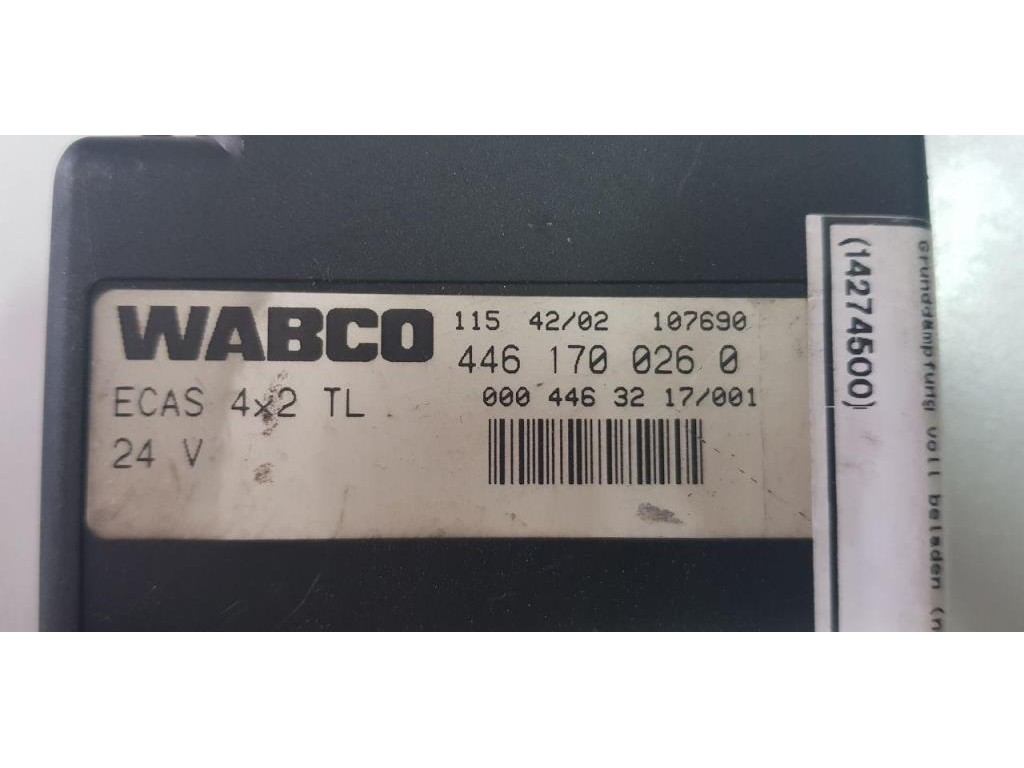 WABCO
115 42/02 107690
446 170 026 0
ECAS 4x2 TL
000 446 32 17/001
24 V
(14274500)
Grunddämpfung voll beladen (n